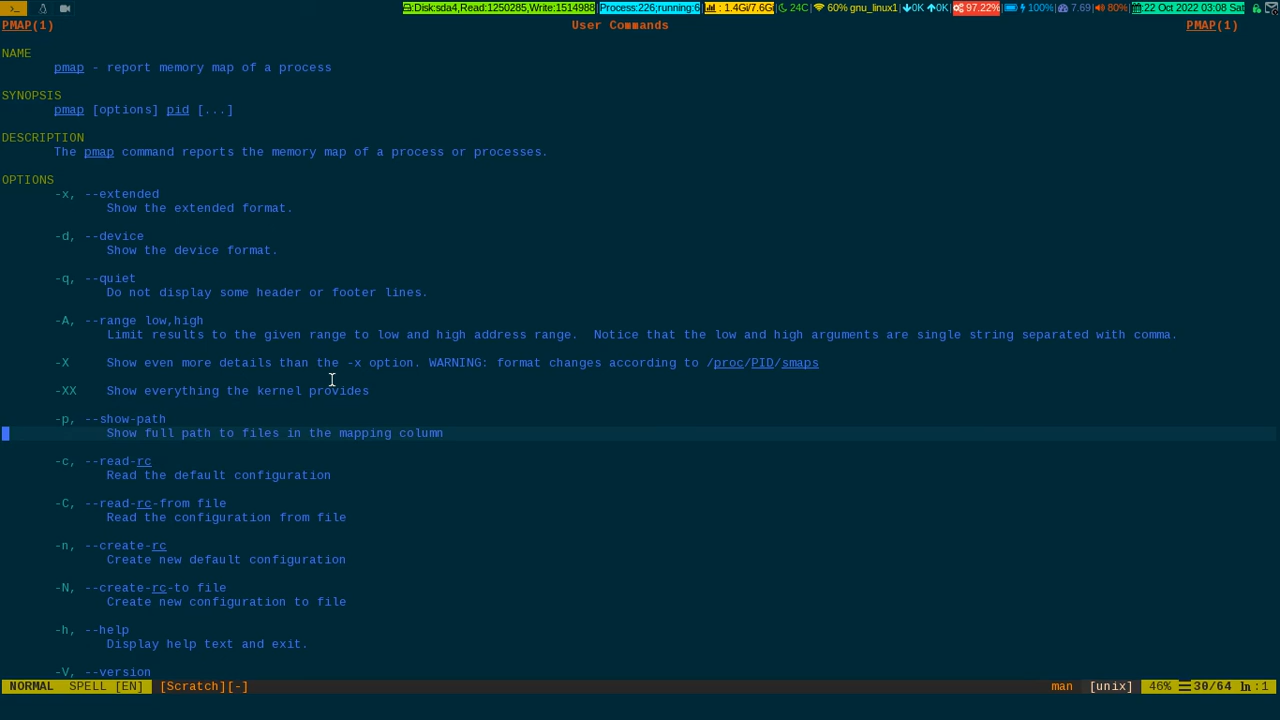 >_ Disk:sda4,Read:1250285,Write:1514988 Process:226;running:6 : 1.4Gi/7.6Gi 24C 60% gnu_linux1 0K 0K 97.22% 100% 7.69 80% 22 Oct 2022 03:08 Sat
PMAP(1) User Commands PMAP(1)
NAME
pmap - report memory map of a process
SYNOPSIS
pmap [options] pid [...]
DESCRIPTION
The pmap command reports the memory map of a process or processes.
OPTIONS
-x, --extended
Show the extended format.
-d, --device
Show the device format.
-q, --quiet
Do not display some header or footer lines.
-A, --range low,high
Limit results to the given range to low and high address range.  Notice that the low and high arguments are single string separated with comma.
-X Show even more details than the -x option. WARNING: format changes according to /proc/PID/smaps
-XX Show everything the kernel provides
-p, --show-path
Show full path to files in the mapping column
-c, --read-rc
Read the default configuration
-C, --read-rc-from file
Read the configuration from file
-n, --create-rc
Create new default configuration
-N, --create-rc-to file
Create new configuration to file
-h, --help
Display help text and exit.
-V, --version
NORMAL SPELL [EN] [Scratch][-] man [unix] 46% 30/64 ln :1